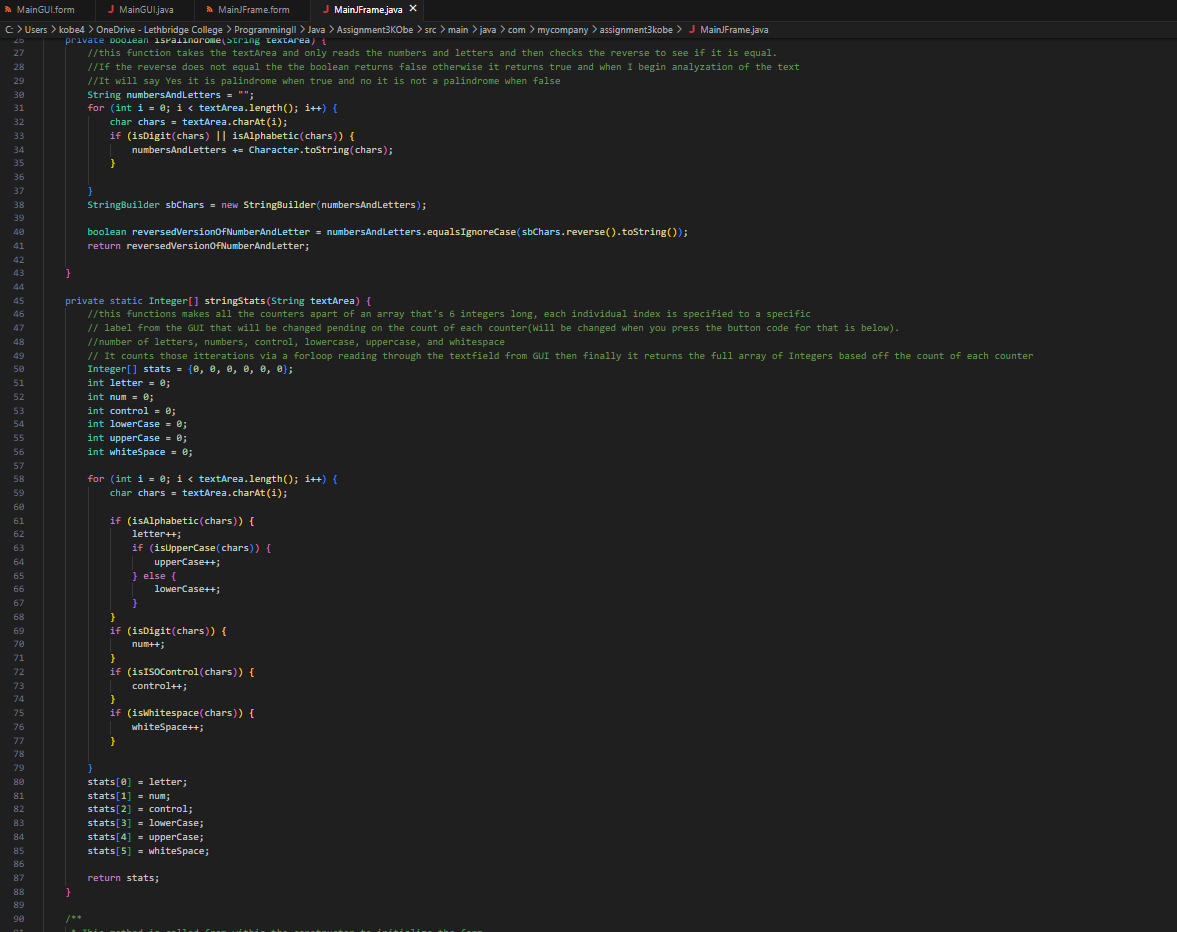 MainGUI.form J MainGUI.java MainJFrame.form J MainJFrame.java ×
C: > Users > kobe4 > OneDrive - Lethbridge College > ProgrammingII > Java > Assignment3KObe > src > main > java > com > mycompany > assignment3kobe > J MainJFrame.java
26 private boolean isPalindrome(String textArea) {
27 //this function takes the textArea and only reads the numbers and letters and then checks the reverse to see if it is equal.
28 //If the reverse does not equal the the boolean returns false otherwise it returns true and when I begin analyzation of the text
29 //It will say Yes it is palindrome when true and no it is not a palindrome when false
30 String numbersAndLetters = "";
31 for (int i = 0; i < textArea.length(); i++) {
32 char chars = textArea.charAt(i);
33 if (isDigit(chars) || isAlphabetic(chars)) {
34 numbersAndLetters += Character.toString(chars);
35 }
36
37 }
38 StringBuilder sbChars = new StringBuilder(numbersAndLetters);
39
40 boolean reversedVersionOfNumberAndLetter = numbersAndLetters.equalsIgnoreCase(sbChars.reverse().toString());
41 return reversedVersionOfNumberAndLetter;
42
43 }
44
45 private static Integer[] stringStats(String textArea) {
46 //this functions makes all the counters apart of an array that's 6 integers long, each individual index is specified to a specific
47 // label from the GUI that will be changed pending on the count of each counter(Will be changed when you press the button code for that is below).
48 //number of letters, numbers, control, lowercase, uppercase, and whitespace
49 // It counts those itterations via a forloop reading through the textfield from GUI then finally it returns the full array of Integers based off the count of each counter
50 Integer[] stats = {0, 0, 0, 0, 0, 0};
51 int letter = 0;
52 int num = 0;
53 int control = 0;
54 int lowerCase = 0;
55 int upperCase = 0;
56 int whiteSpace = 0;
57
58 for (int i = 0; i < textArea.length(); i++) {
59 char chars = textArea.charAt(i);
60
61 if (isAlphabetic(chars)) {
62 letter++;
63 if (isUpperCase(chars)) {
64 upperCase++;
65 } else {
66 lowerCase++;
67 }
68 }
69 if (isDigit(chars)) {
70 num++;
71 }
72 if (isISOControl(chars)) {
73 control++;
74 }
75 if (isWhitespace(chars)) {
76 whiteSpace++;
77 }
78
79 }
80 stats[0] = letter;
81 stats[1] = num;
82 stats[2] = control;
83 stats[3] = lowerCase;
84 stats[4] = upperCase;
85 stats[5] = whiteSpace;
86
87 return stats;
88 }
89
90 /**
91 * This method is called from within the constructor to initialize the form.